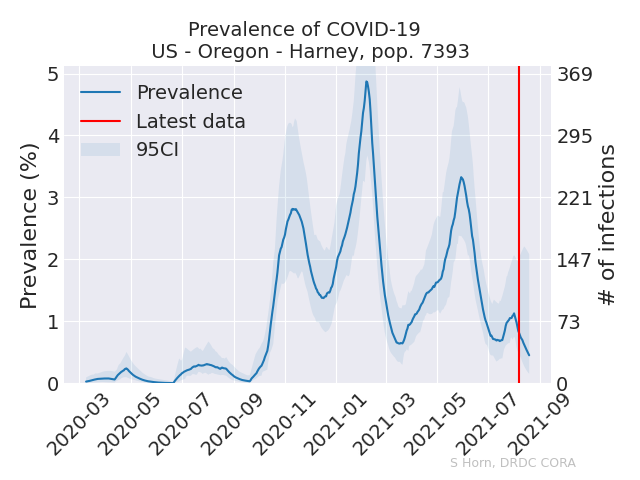 Prevalence of COVID-19
US - Oregon - Harney, pop. 7393
Prevalence
Latest data
95CI
Prevalence (%)
5
4
3
2
1
0
369
295
221
147
73
0
# of infections
2020-03
2020-05
2020-07
2020-09
2020-11
2021-01
2021-03
2021-05
2021-07
2021-09
S Horn, DRDC CORA